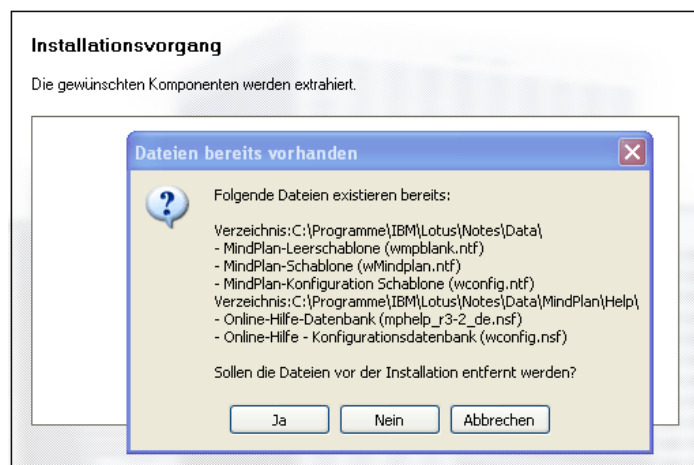 Installationsvorgang
Die gewünschten Komponenten werden extrahiert.
Dateien bereits vorhanden
Folgende Dateien existieren bereits:
Verzeichnis:C:\Programme\IBM\Lotus\Notes\Data\
- MindPlan-Leerschablone (wmpblank.ntf)
- MindPlan-Schablone (wMindplan.ntf)
- MindPlan-Konfiguration Schablone (wconfig.ntf)
Verzeichnis:C:\Programme\IBM\Lotus\Notes\Data\MindPlan\Help\
- Online-Hilfe-Datenbank (mphelp_r3-2_de.nsf)
- Online-Hilfe - Konfigurationsdatenbank (wconfig.nsf)
Sollen die Dateien vor der Installation entfernt werden?
Ja Nein Abbrechen